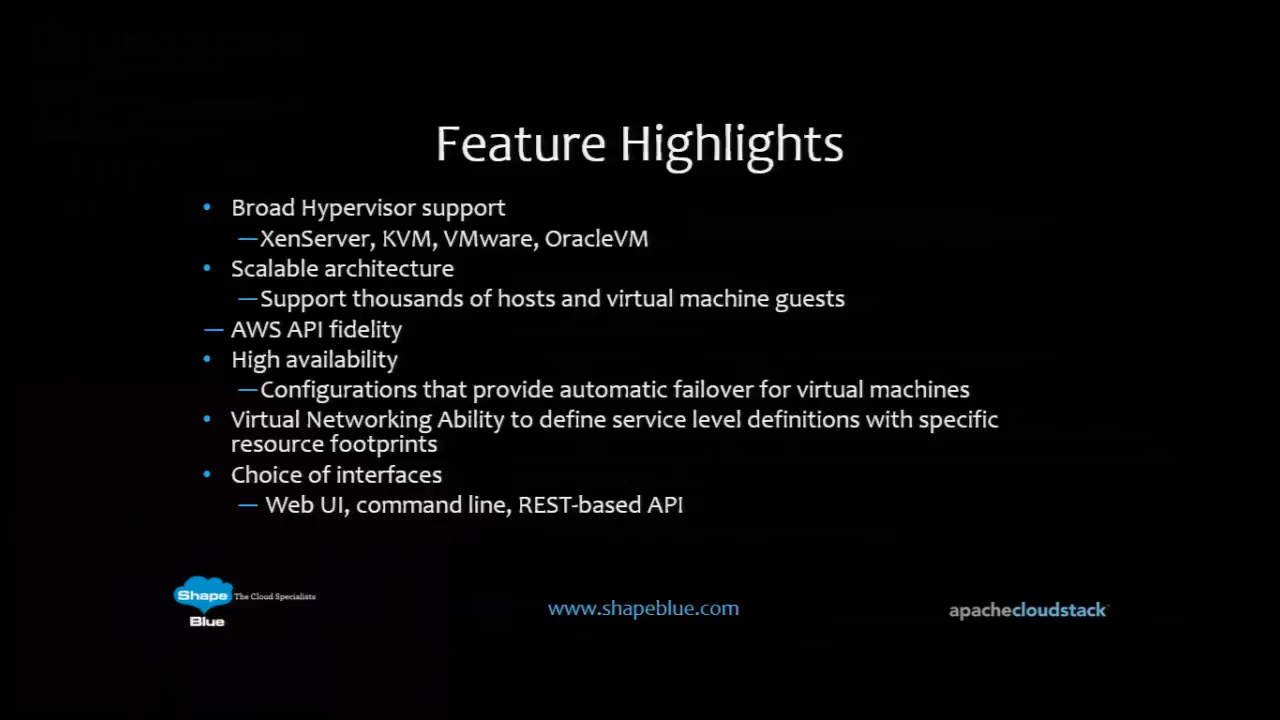 Feature Highlights
• Broad Hypervisor support
—XenServer, KVM, VMware, OracleVM
• Scalable architecture
—Support thousands of hosts and virtual machine guests
— AWS API fidelity
• High availability
—Configurations that provide automatic failover for virtual machines
• Virtual Networking Ability to define service level definitions with specific
resource footprints
• Choice of interfaces
— Web UI, command line, REST-based API
Shape
Blue
The Cloud Specialists
www.shapeblue.com
apachecloudstack